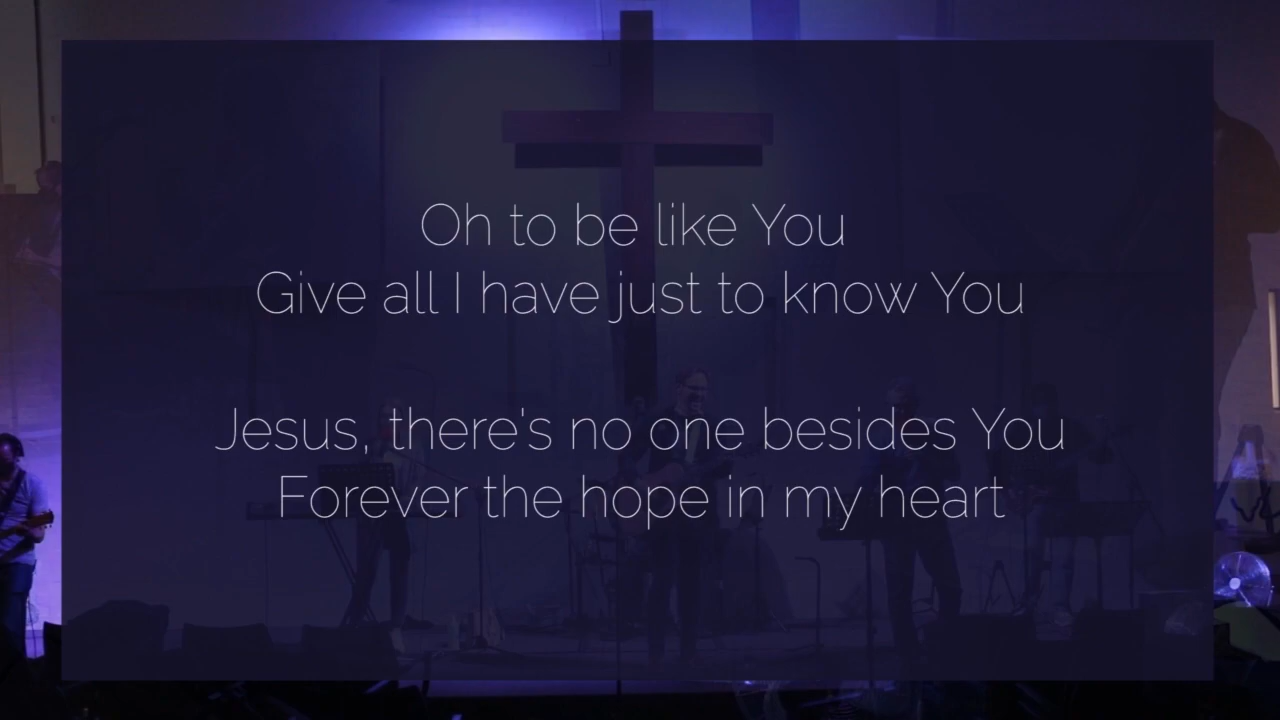 Oh to be like You
Give all I have just to know You
Jesus, there's no one besides You
Forever the hope in my heart